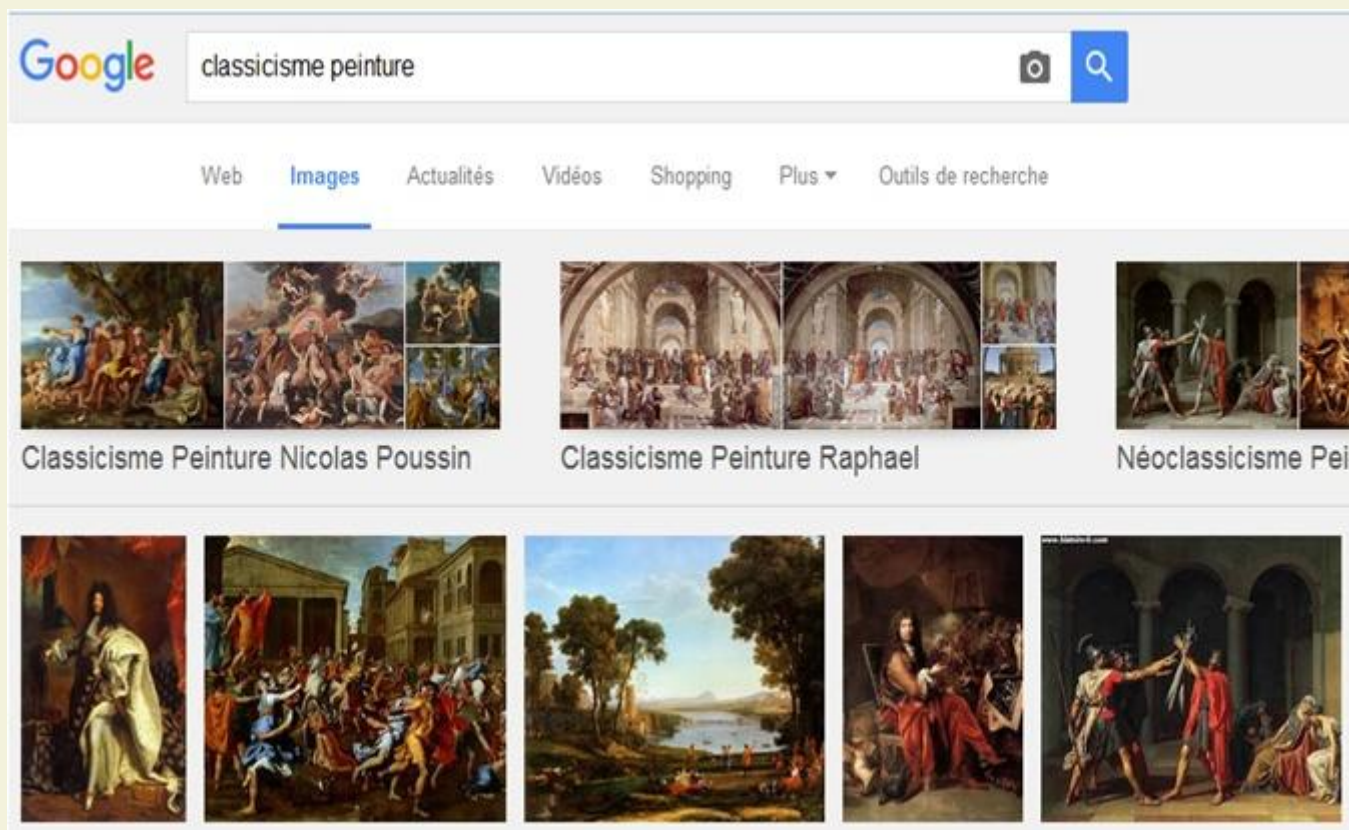 Google classicisme peinture
Web Images Actualités Vidéos Shopping Plus Outils de recherche
Classicisme Peinture Nicolas Poussin Classicisme Peinture Raphael Néoclassicisme Pei